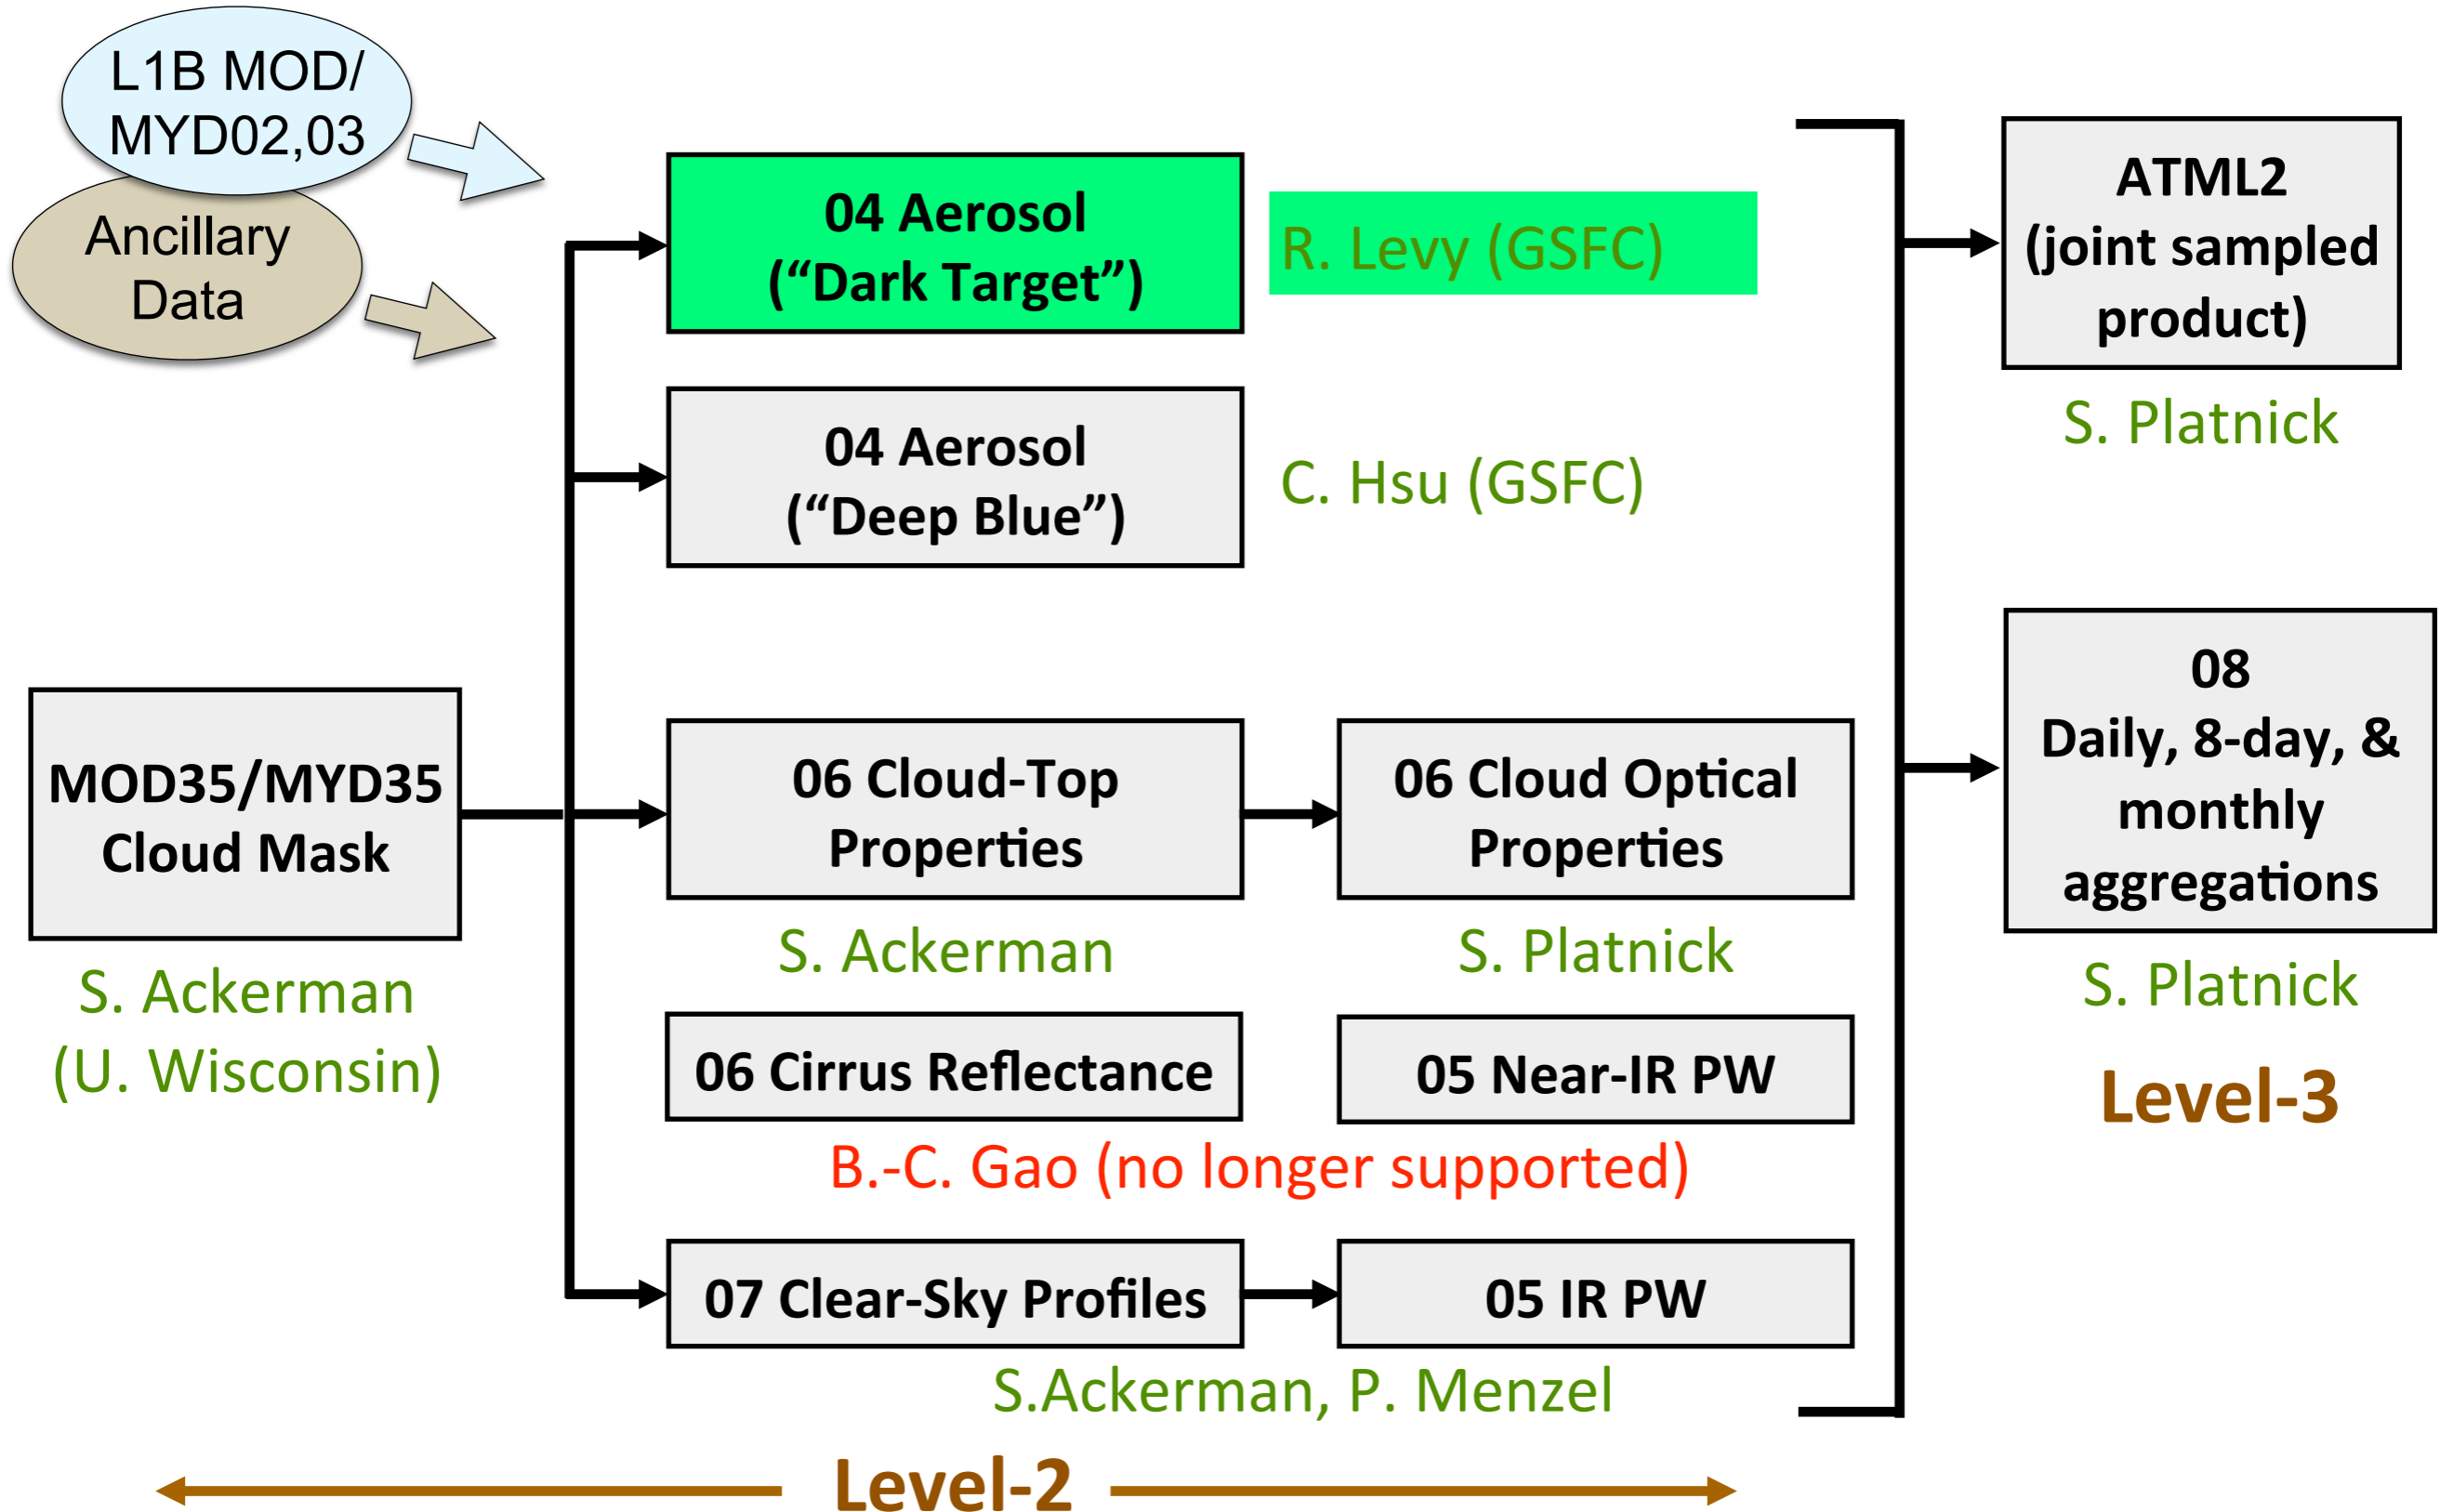 L1B MOD/
MYD02,03
Ancillary
Data
MOD35/MYD35
Cloud Mask
S. Ackerman
(U. Wisconsin)
04 Aerosol
(“Dark Target”)
R. Levy (GSFC)
04 Aerosol
(“Deep Blue”)
C. Hsu (GSFC)
06 Cloud-Top
Properties
S. Ackerman
06 Cloud Optical
Properties
S. Platnick
06 Cirrus Reflectance
05 Near-IR PW
B.-C. Gao (no longer supported)
07 Clear-Sky Profiles
05 IR PW
S.Ackerman, P. Menzel
Level-2
ATML2
(joint sampled
product)
S. Platnick
08
Daily, 8-day, &
monthly
aggregations
S. Platnick
Level-3